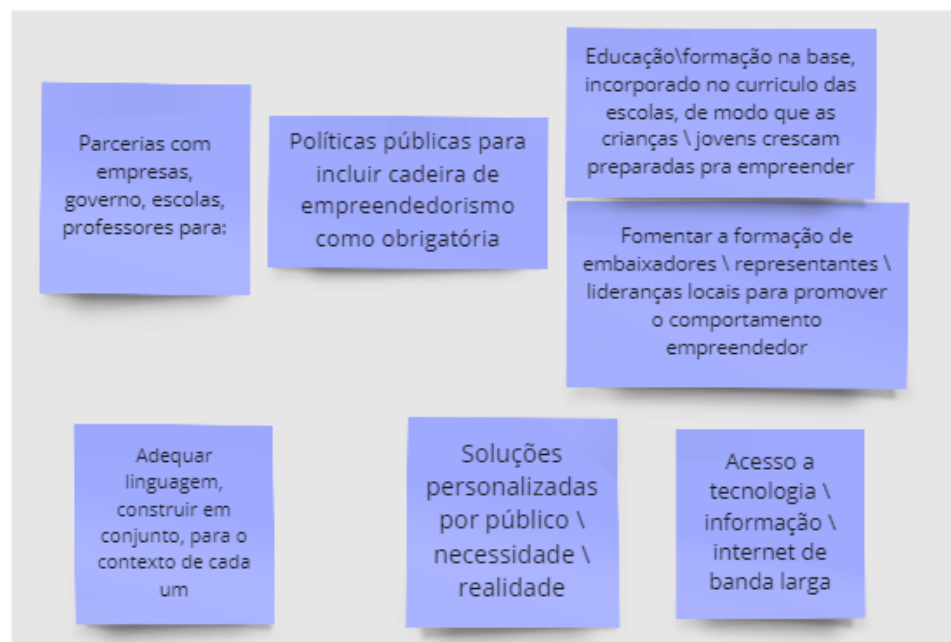 Parcerias com
empresas,
governo, escolas,
professores para:
Políticas públicas para
incluir cadeira de
empreendedorismo
como obrigatória
Educação\formação na base,
incorporado no curriculo das
escolas, de modo que as
crianças \ jovens crescam
preparadas pra empreender
Fomentar a formação de
embaixadores \ representantes \
lideranças locais para promover
o comportamento
empreendedor
Adequar
linguagem,
construir em
conjunto, para o
contexto de cada
um
Soluções
personalizadas
por público \
necessidade \
realidade
Acesso a
tecnologia \
informação \
internet de
banda larga